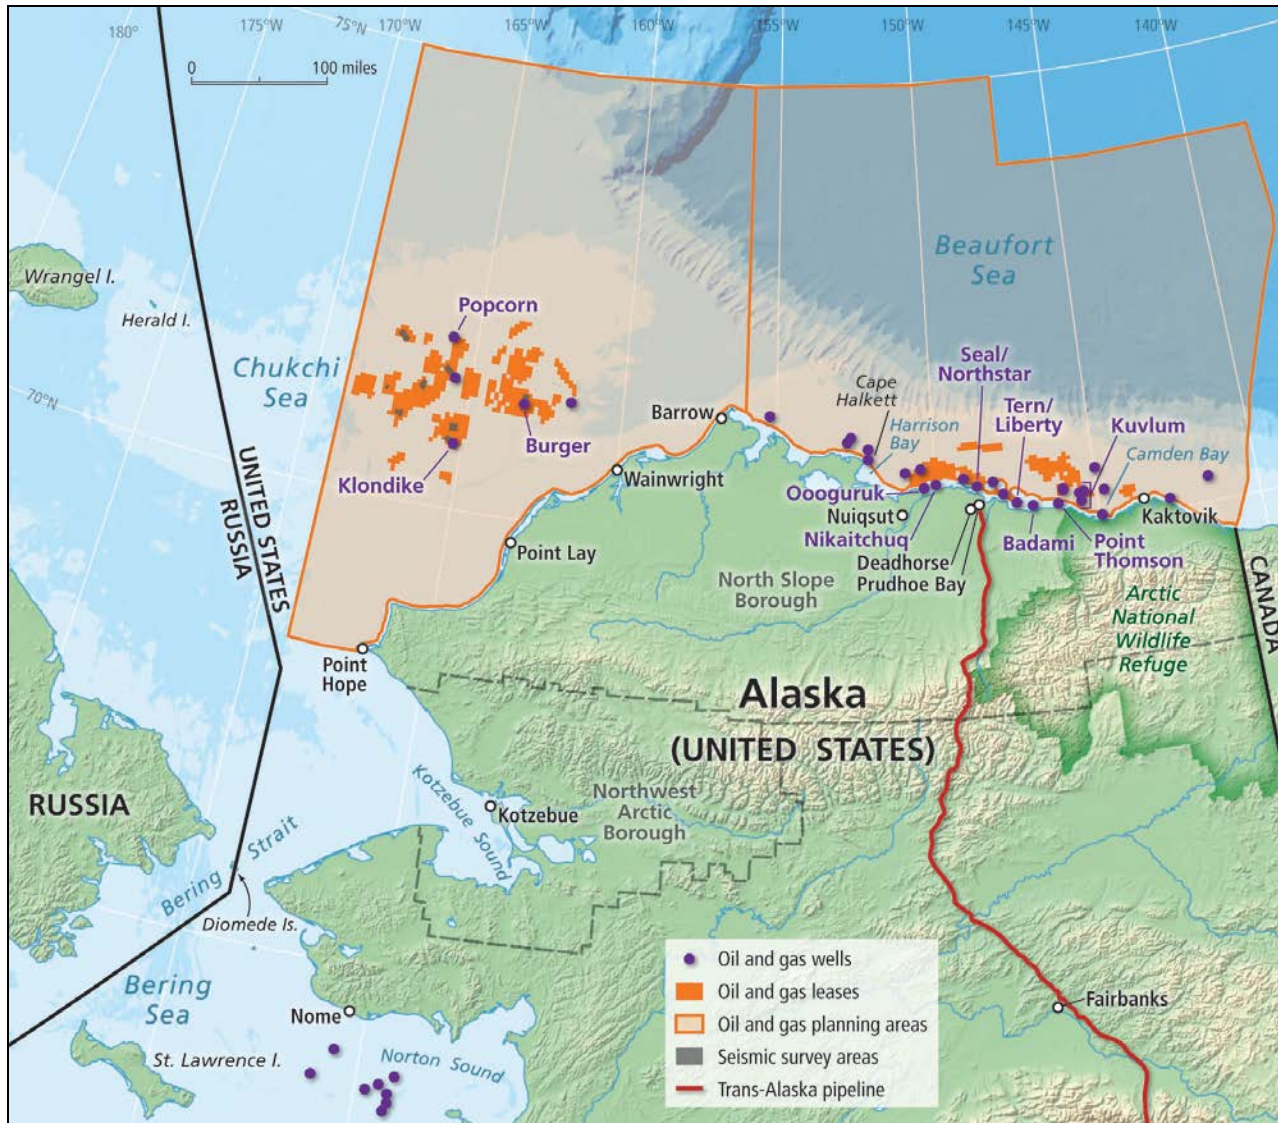 180°
175°W
75°N
170°W
165°W
160°W
155°W
150°W
145°W
140°W
0
100 miles
Wrangel I.
Herald I.
Beaufort
Sea
Popcorn
Chukchi
Sea
70°N
Seal/
Northstar
Cape
Halkett
Tern/
Liberty
Barrow
Harrison
Bay
Kuvlum
Burger
Camden Bay
Klondike
Wainwright
Oooguruk
Nuiqsut
Kaktovik
Nikaitchuq
Badami
Point
Thomson
UNITED STATES
RUSSIA
Point Lay
Deadhorse
Prudhoe Bay
CANADA
North Slope
Borough
Arctic
National
Wildlife
Refuge
Point
Hope
Alaska
(UNITED STATES)
RUSSIA
Kotzebue Sound
Kotzebue
Northwest
Arctic
Borough
Bering Strait
Diomede Is.
Bering
Sea
Nome
St. Lawrence I.
Norton Sound
Fairbanks
Oil and gas wells
Oil and gas leases
Oil and gas planning areas
Seismic survey areas
Trans-Alaska pipeline